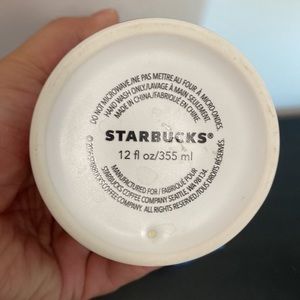 DO NOT MICROWAVE/NE PAS METTRE AU FOUR À MICRO-ONDES.
HAND WASH ONLY/LAVAGE À MAIN SEULEMENT.
MADE IN CHINA./FABRIQUÉ EN CHINE.
STARBUCKS®
12 fl oz/355 ml
MANUFACTURED FOR / FABRIQUÉ POUR
STARBUCKS COFFEE COMPANY SEATTLE, WA 98134.
ALL RIGHTS RESERVED./TOUS DROITS RÉSERVÉS.
STARBUCKS COFFEE COMPANY.